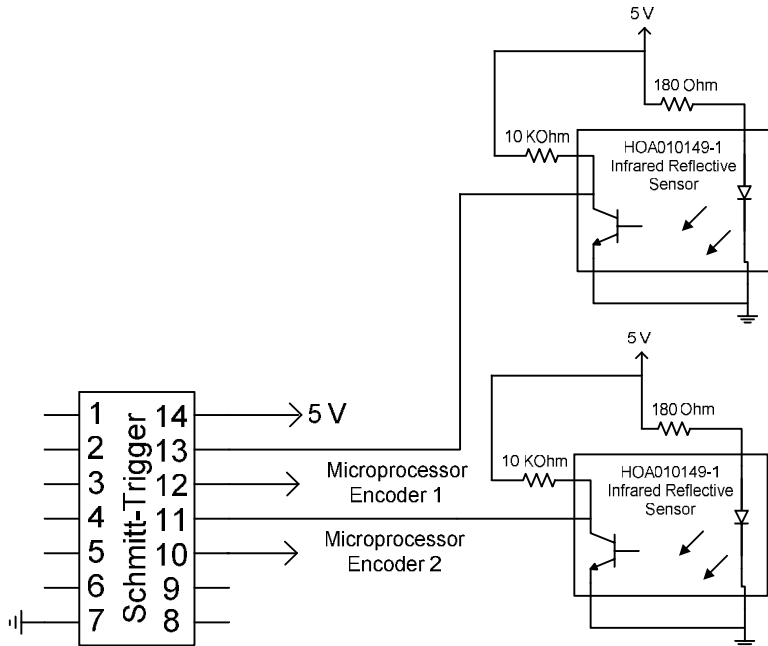 5 V
180 Ohm
10 KOhm
HOA010149-1
Infrared Reflective
Sensor
5 V
180 Ohm
10 KOhm
HOA010149-1
Infrared Reflective
Sensor
Schmitt-Trigger
1 14
2 13
3 12
4 11
5 10
6 9
7 8
5 V
Microprocessor
Encoder 1
Microprocessor
Encoder 2